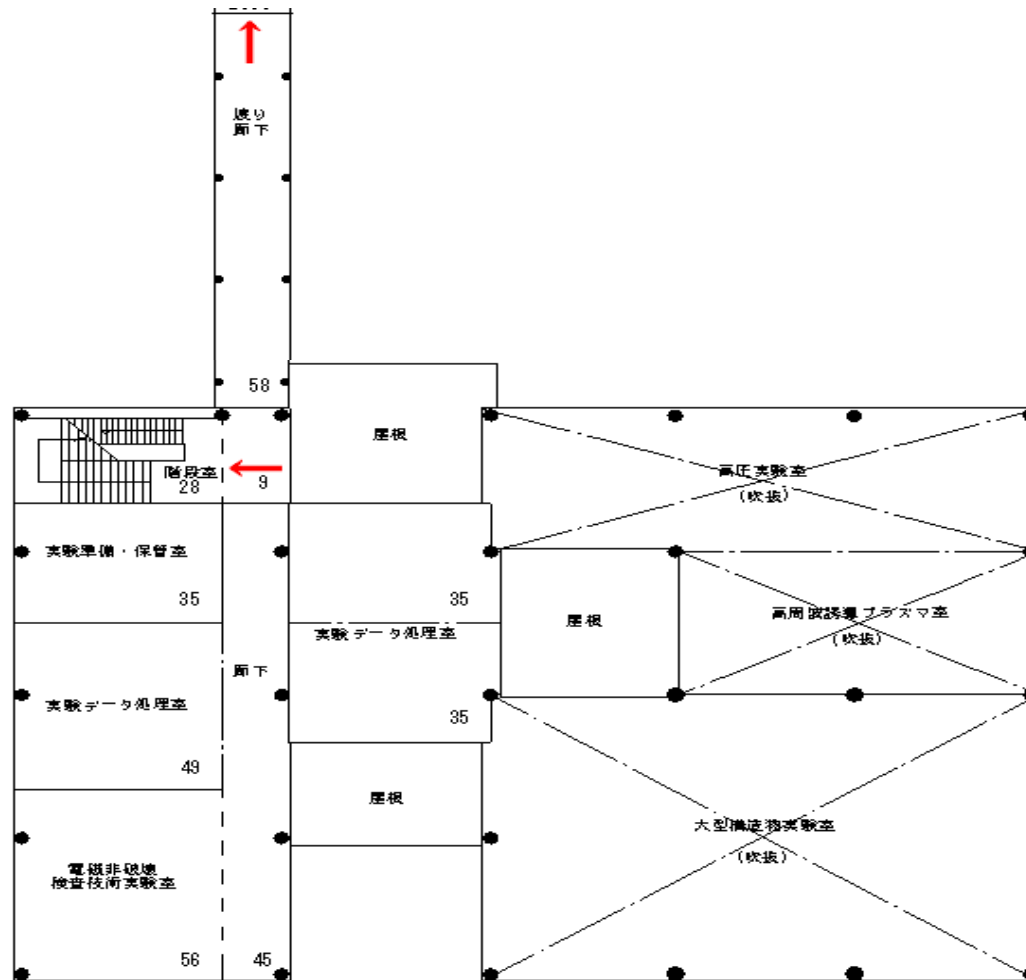 渡り
廊下
58
屋根
階段室
28
9
高圧実験室
(吹抜)
実験準備・保管室
35
35
屋根
高周波誘導プラズマ室
(吹抜)
実験データ処理室
廊下
実験データ処理室
35
49
屋根
大型構造物実験室
(吹抜)
電磁非破壊
検査技術実験室
56
45